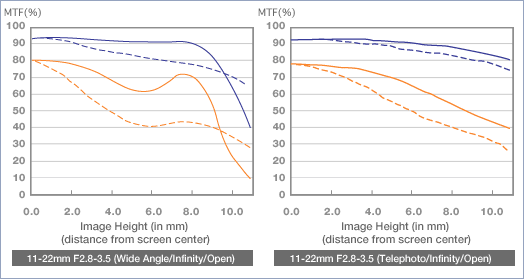 MTF(%)
100
90
80
70
60
50
40
30
20
10
0
0.0 2.0 4.0 6.0 8.0 10.0
Image Height (in mm)
(distance from screen center)
11-22mm F2.8-3.5 (Wide Angle/Infinity/Open)
MTF(%)
100
90
80
70
60
50
40
30
20
10
0
0.0 2.0 4.0 6.0 8.0 10.0
Image Height (in mm)
(distance from screen center)
11-22mm F2.8-3.5 (Telephoto/Infinity/Open)